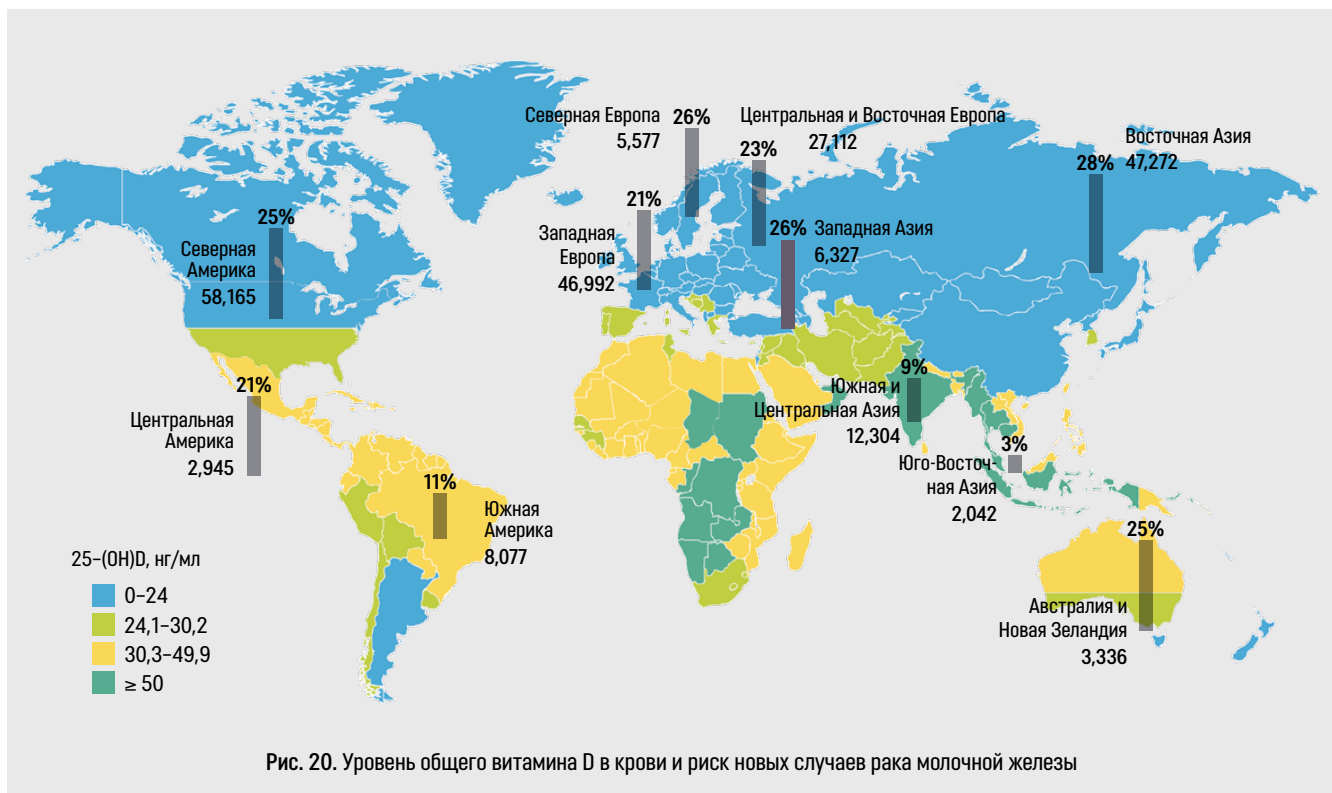 Северная Европа
5,577
26%
Центральная и Восточная Европа
27,112
23%
Восточная Азия
47,272
28%
25%
Северная
Америка
58,165
21%
Западная
Европа
46,992
26%
Западная Азия
6,327
21%
Центральная
Америка
2,945
9%
Южная и
Центральная Азия
12,304
3%
Юго-Восточ-
ная Азия
2,042
11%
Южная
Америка
8,077
25%
Австралия и
Новая Зеландия
3,336
25-(OH)D, нг/мл
0-24
24,1-30,2
30,3-49,9
≥ 50
Рис. 20. Уровень общего витамина D в крови и риск новых случаев рака молочной железы